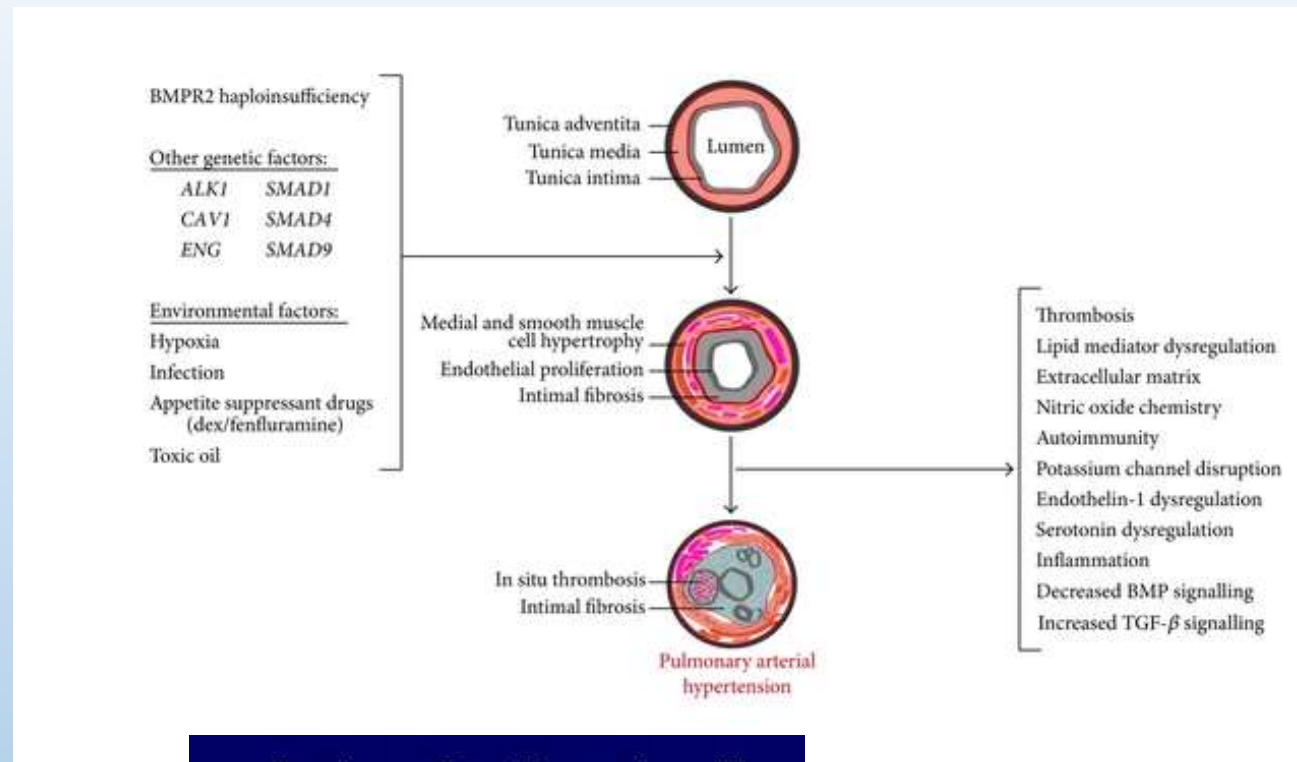 BMPR2 haploinsufficiency
Other genetic factors:
ALK1 SMAD1
CAV1 SMAD4
ENG SMAD9
Environmental factors:
Hypoxia
Infection
Appetite suppressant drugs
(dex/fenfluramine)
Toxic oil
Tunica adventita
Tunica media
Tunica intima
Lumen
Medial and smooth muscle
cell hypertrophy
Endothelial proliferation
Intimal fibrosis
In situ thrombosis
Intimal fibrosis
Pulmonary arterial
hypertension
Thrombosis
Lipid mediator dysregulation
Extracellular matrix
Nitric oxide chemistry
Autoimmunity
Potassium channel disruption
Endothelin-1 dysregulation
Serotonin dysregulation
Inflammation
Decreased BMP signalling
Increased TGF-β signalling